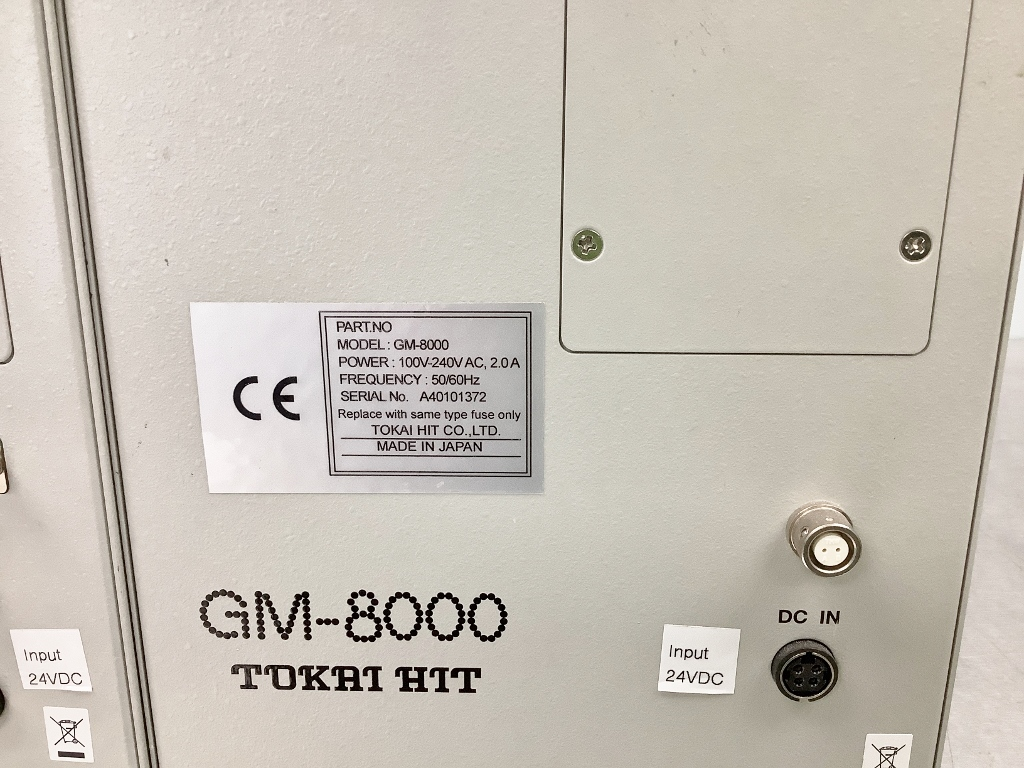 CE
PART.NO
MODEL : GM-8000
POWER : 100V-240V AC, 2.0 A
FREQUENCY : 50/60Hz
SERIAL No. A40101372
Replace with same type fuse only
TOKAI HIT CO.,LTD.
MADE IN JAPAN
GM-8000
TOKAI HIT
DC IN
Input
24VDC
Input
24VDC